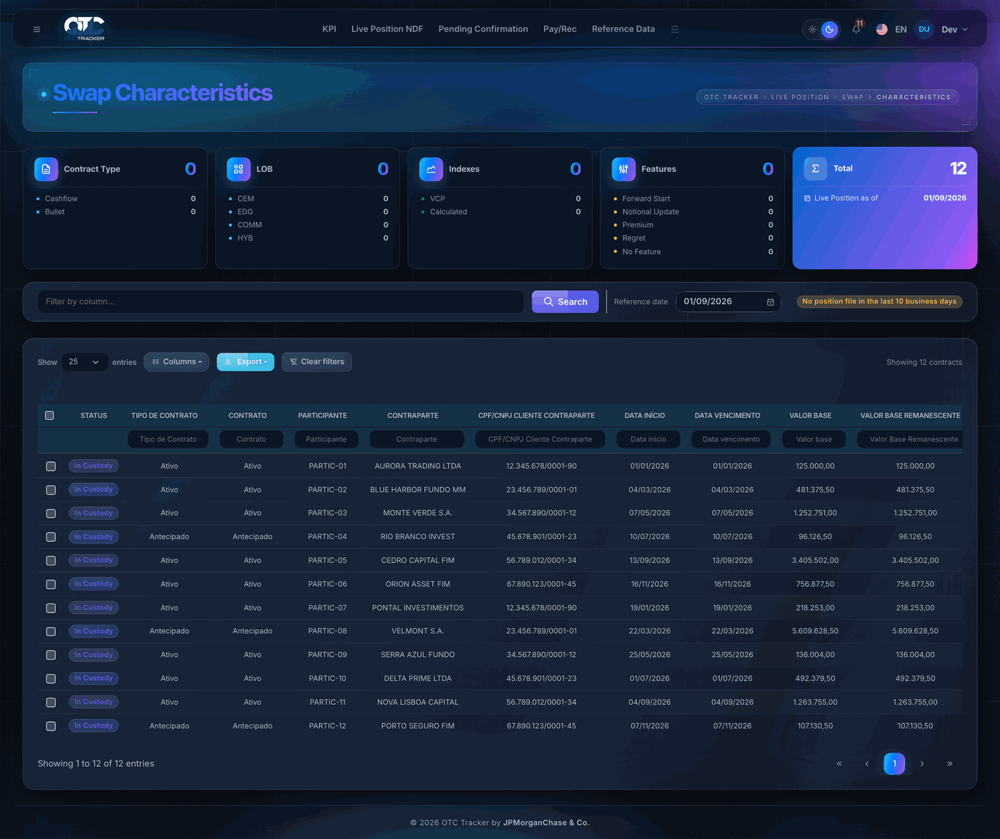 OTC
OTC TRACKER
KPI
Live Position NDF
Pending Confirmation
Pay/Rec
Reference Data
11
EN
DU
Dev
Swap Characteristics
OTC TRACKER > LIVE POSITION > SWAP > CHARACTERISTICS
Contract Type 0
Cashflow 0
Bullet 0
LOB 0
CEM 0
EDG 0
COMM 0
HYB 0
Indexes 0
VCP 0
Calculated 0
Features 0
Forward Start 0
Notional Update 0
Premium 0
Regret 0
No Feature 0
Total 12
Live Position as of 01/09/2026
Filter by column...
Search
Reference date
01/09/2026
No position file in the last 10 business days
Show 25 entries
Columns
Export
Clear filters
Showing 12 contracts
STATUS TIPO DE CONTRATO CONTRATO PARTICIPANTE CONTRAPARTE CPF/CNPJ CLIENTE CONTRAPARTE DATA INÍCIO DATA VENCIMENTO VALOR BASE VALOR BASE REMANESCENTE
Tipo de Contrato Contrato Participante Contraparte CPF/CNPJ Cliente Contraparte Data início Data vencimento Valor base Valor Base Remanescente
In Custody Ativo Ativo PARTIC-01 AURORA TRADING LTDA 12.345.678/0001-90 01/01/2026 01/01/2026 125.000,00 125.000,00
In Custody Ativo Ativo PARTIC-02 BLUE HARBOR FUNDO MM 23.456.789/0001-01 04/03/2026 04/03/2026 481.375,50 481.375,50
In Custody Ativo Ativo PARTIC-03 MONTE VERDE S.A. 34.567.890/0001-12 07/05/2026 07/05/2026 1.252.751,00 1.252.751,00
In Custody Antecipado Antecipado PARTIC-04 RIO BRANCO INVEST 45.678.901/0001-23 10/07/2026 10/07/2026 96.126,50 96.126,50
In Custody Ativo Ativo PARTIC-05 CEDRO CAPITAL FIM 56.789.012/0001-34 13/09/2026 13/09/2026 3.405.502,00 3.405.502,00
In Custody Ativo Ativo PARTIC-06 ORION ASSET FIM 67.890.123/0001-45 16/11/2026 16/11/2026 756.877,50 756.877,50
In Custody Ativo Ativo PARTIC-07 PONTAL INVESTIMENTOS 12.345.678/0001-90 19/01/2026 19/01/2026 218.253,00 218.253,00
In Custody Antecipado Antecipado PARTIC-08 VELMONT S.A. 23.456.789/0001-01 22/03/2026 22/03/2026 5.609.628,50 5.609.628,50
In Custody Ativo Ativo PARTIC-09 SERRA AZUL FUNDO 34.567.890/0001-12 25/05/2026 25/05/2026 136.004,00 136.004,00
In Custody Ativo Ativo PARTIC-10 DELTA PRIME LTDA 45.678.901/0001-23 01/07/2026 01/07/2026 492.379,50 492.379,50
In Custody Ativo Ativo PARTIC-11 NOVA LISBOA CAPITAL 56.789.012/0001-34 04/09/2026 04/09/2026 1.263.755,00 1.263.755,00
In Custody Antecipado Antecipado PARTIC-12 PORTO SEGURO FIM 67.890.123/0001-45 07/11/2026 07/11/2026 107.130,50 107.130,50
Showing 1 to 12 of 12 entries
« ‹ 1 › »
© 2026 OTC Tracker by JPMorganChase & Co.